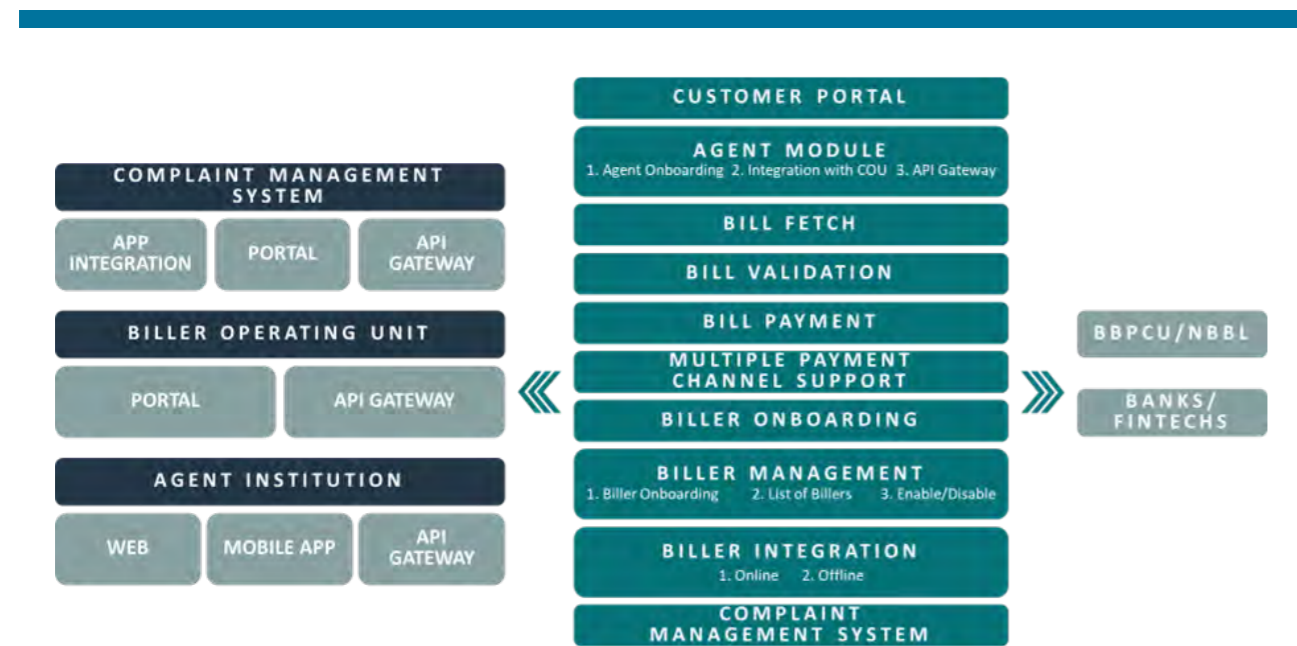 COMPLAINT MANAGEMENT
SYSTEM
APP
INTEGRATION
PORTAL
API
GATEWAY
BILLER OPERATING UNIT
PORTAL
API GATEWAY
AGENT INSTITUTION
WEB
MOBILE APP
API
GATEWAY
CUSTOMER PORTAL
AGENT MODULE
1. Agent Onboarding 2. Integration with COU 3. API Gateway
BILL FETCH
BILL VALIDATION
BILL PAYMENT
MULTIPLE PAYMENT
CHANNEL SUPPORT
BILLER ONBOARDING
BILLER MANAGEMENT
1. Biller Onboarding 2. List of Billers 3. Enable/Disable
BILLER INTEGRATION
1. Online 2. Offline
COMPLAINT
MANAGEMENT SYSTEM
BBPCU/NBBL
BANKS/
FINTECHS